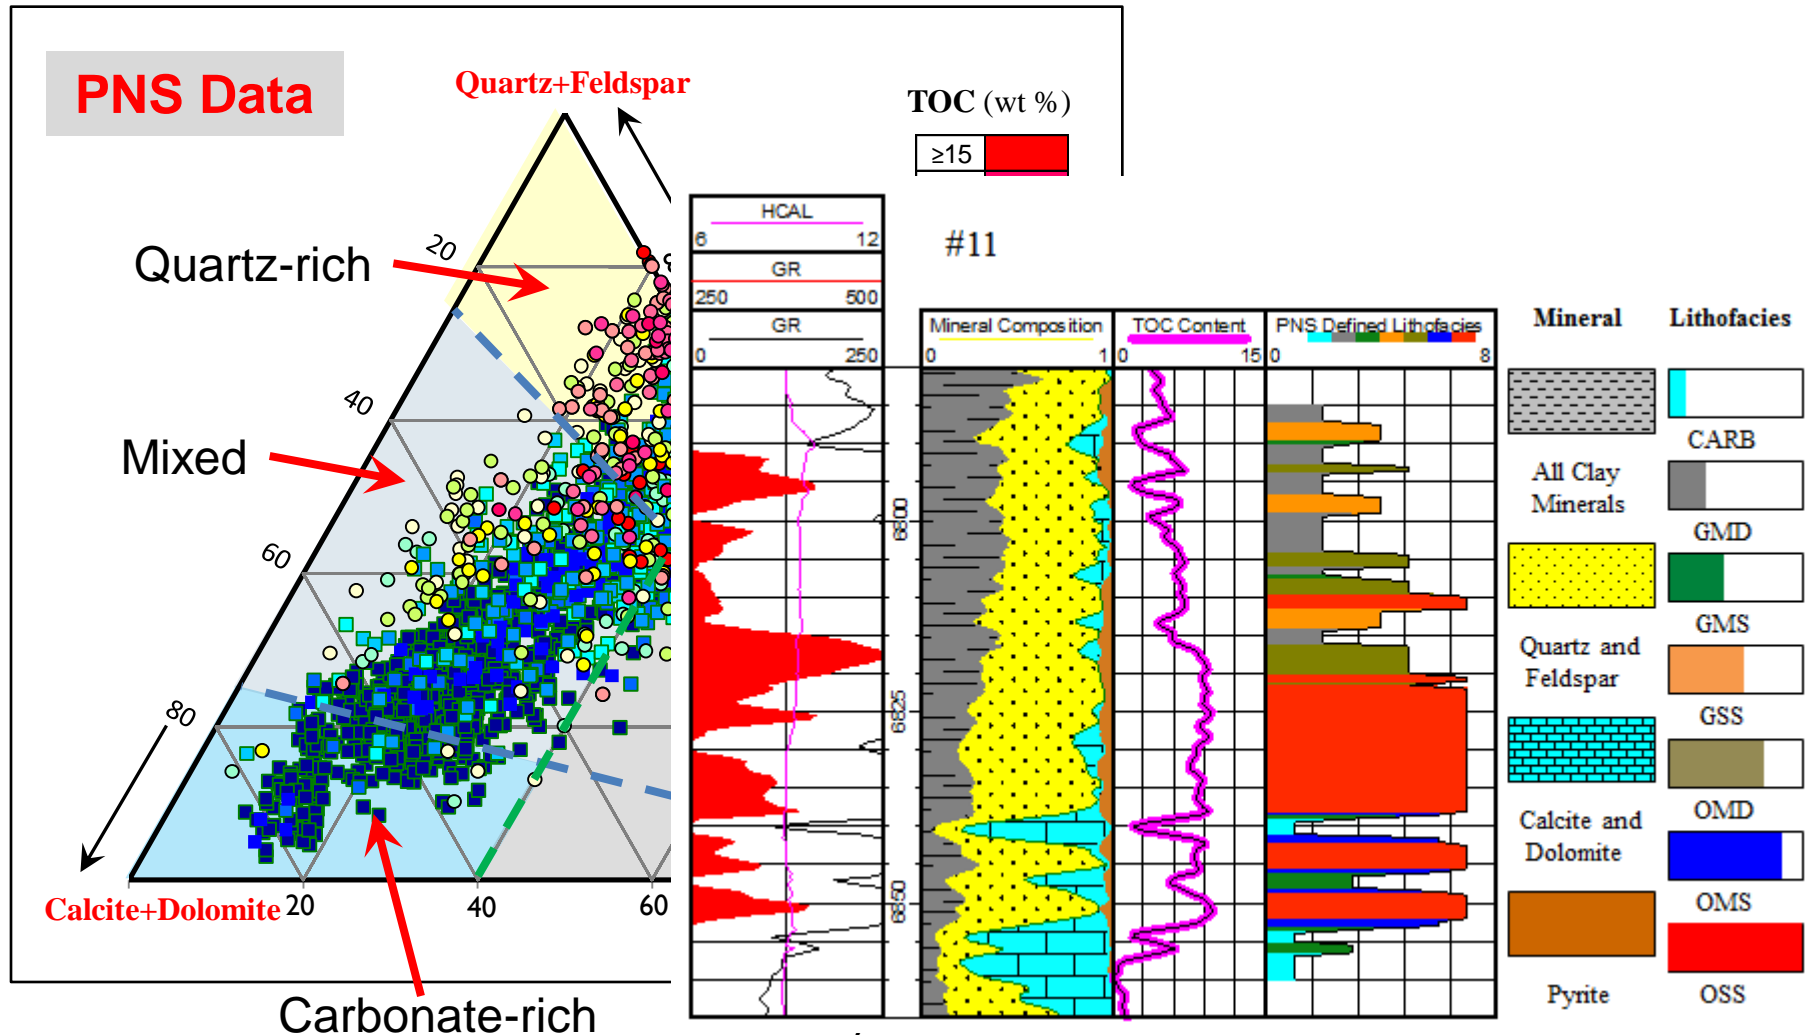 PNS Data
Quartz+Feldspar
TOC (wt %)
≥15
Quartz-rich
Mixed
Carbonate-rich
Calcite+Dolomite
20
40
60
80
20
40
60
HCAL
6 12
GR
250 500
GR
0 250
#11
Mineral Composition
0 1
TOC Content
0 15
PNS Defined Lithofacies
0 8
6800
6825
6850
Mineral
All Clay
Minerals
Quartz and
Feldspar
Calcite and
Dolomite
Pyrite
Lithofacies
CARB
GMD
GMS
GSS
OMD
OMS
OSS